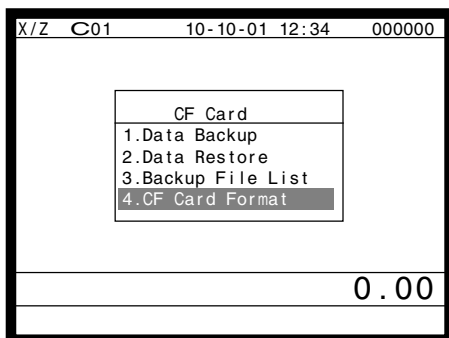 X/Z C01 10-10-01 12:34 000000
CF Card
1.Data Backup
2.Data Restore
3.Backup File List
4.CF Card Format
0.00